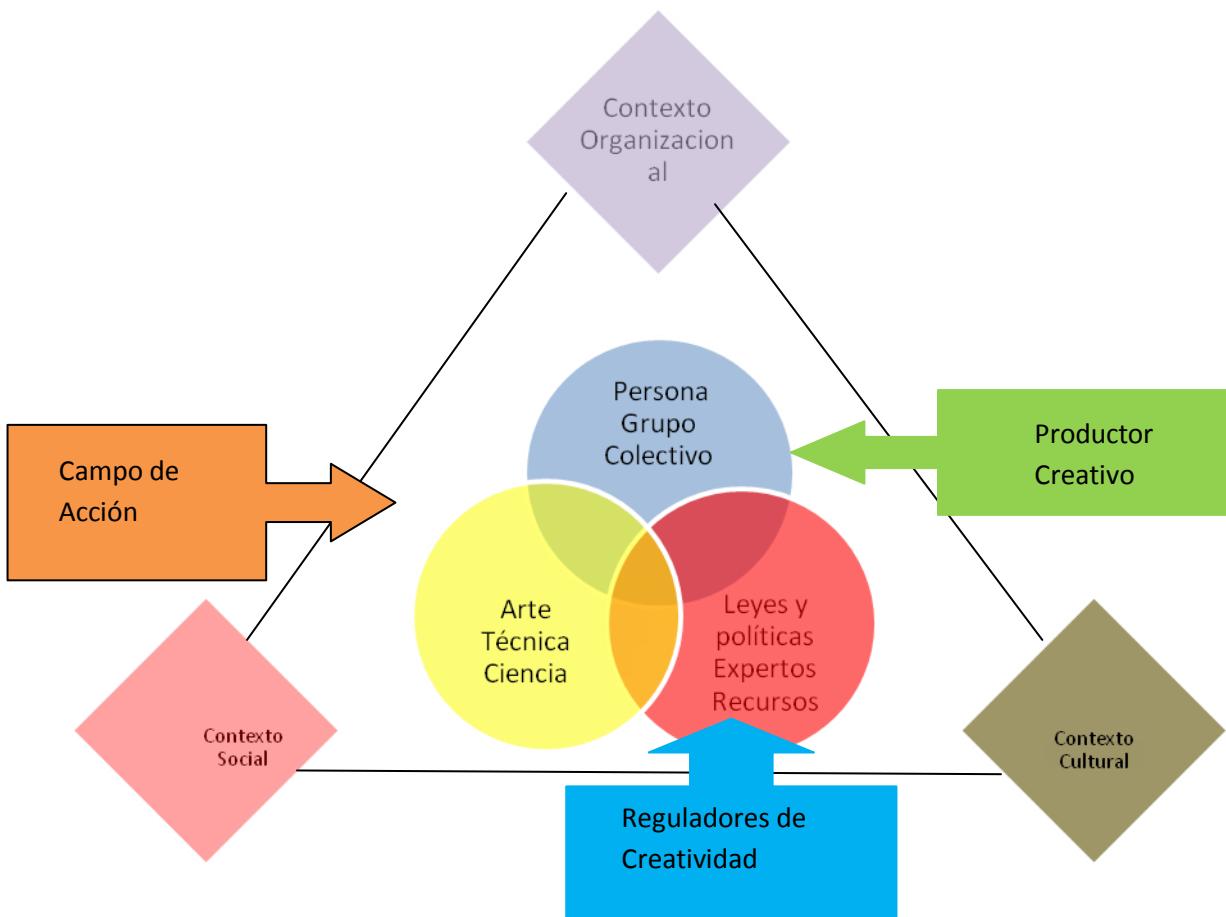 Contexto
Organizacion
al
Persona
Grupo
Colectivo
Productor
Creativo
Campo de
Acción
Arte
Técnica
Ciencia
Leyes y
políticas
Expertos
Recursos
Contexto
Social
Contexto
Cultural
Reguladores de
Creatividad